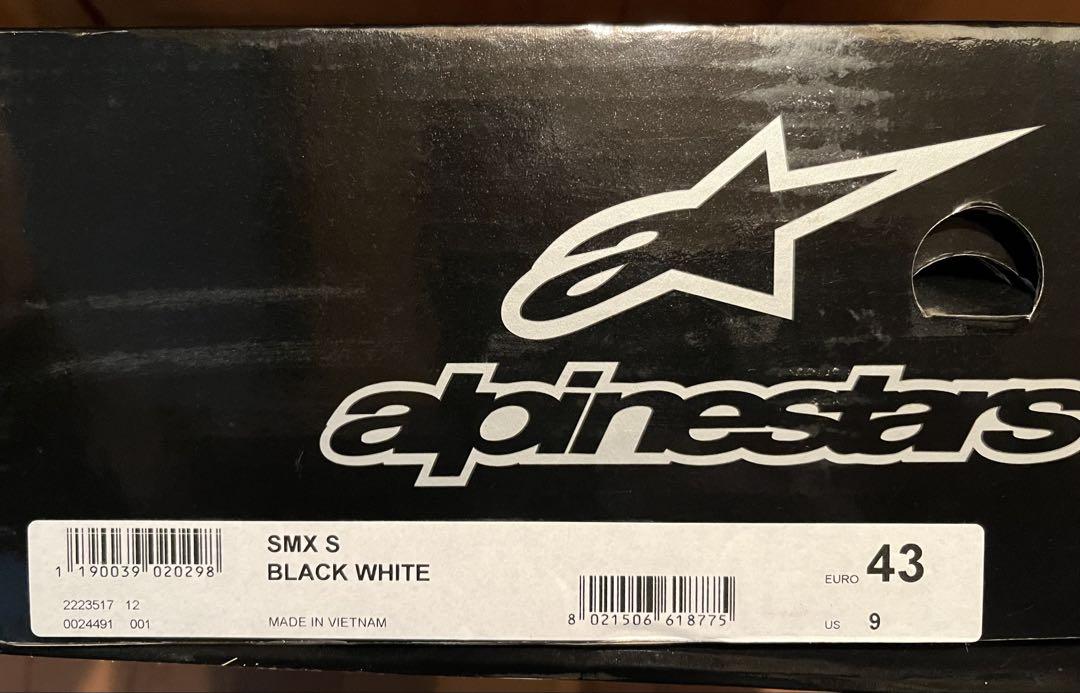 alpinestars
1 190039 020298
2223517 12
0024491 001
SMX S
BLACK WHITE
MADE IN VIETNAM
8 021506 618775
EURO 43
US 9